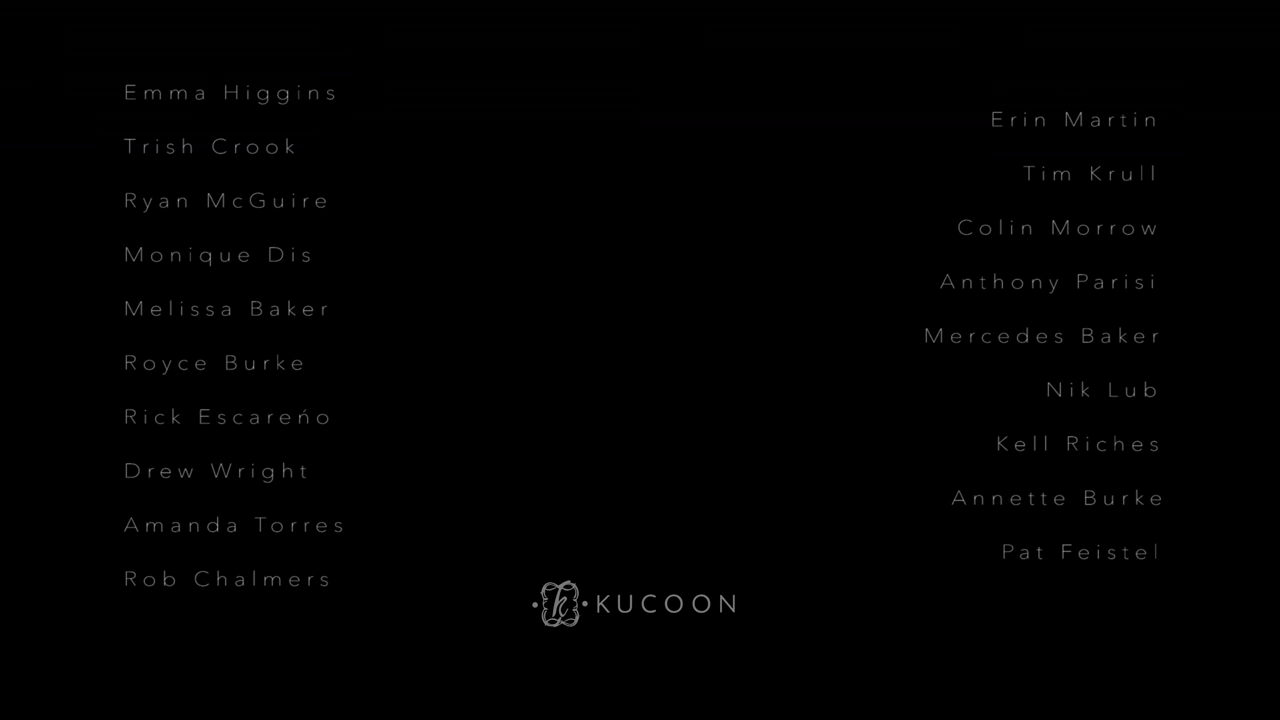 Emma Higgins
Trish Crook
Ryan McGuire
Monique Dis
Melissa Baker
Royce Burke
Rick Escareńo
Drew Wright
Amanda Torres
Rob Chalmers
Erin Martin
Tim Krull
Colin Morrow
Anthony Parisi
Mercedes Baker
Nik Lub
Kell Riches
Annette Burke
Pat Feistel
k KUCOON